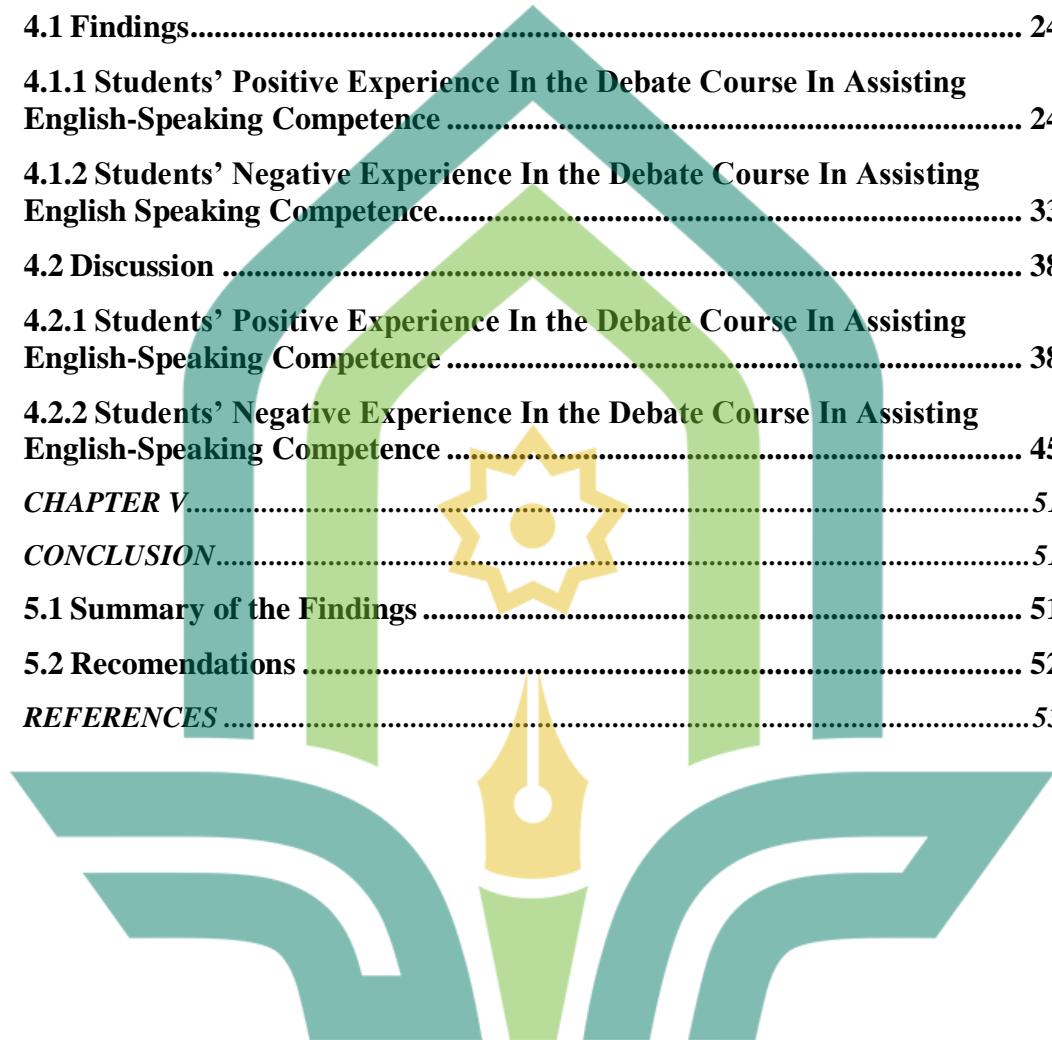 4.1 Findings.......................................................................................................... 24
4.1.1 Students’ Positive Experience In the Debate Course In Assisting
English-Speaking Competence ........................................................................ 24
4.1.2 Students’ Negative Experience In the Debate Course In Assisting
English Speaking Competence......................................................................... 33
4.2 Discussion .................................................................................................... 38
4.2.1 Students’ Positive Experience In the Debate Course In Assisting
English-Speaking Competence ........................................................................ 38
4.2.2 Students’ Negative Experience In the Debate Course In Assisting
English-Speaking Competence ........................................................................ 45
CHAPTER V.......................................................................................................... 51
CONCLUSION...................................................................................................... 51
5.1 Summary of the Findings ........................................................................... 51
5.2 Recomendations .......................................................................................... 52
REFERENCES ..................................................................................................... 53